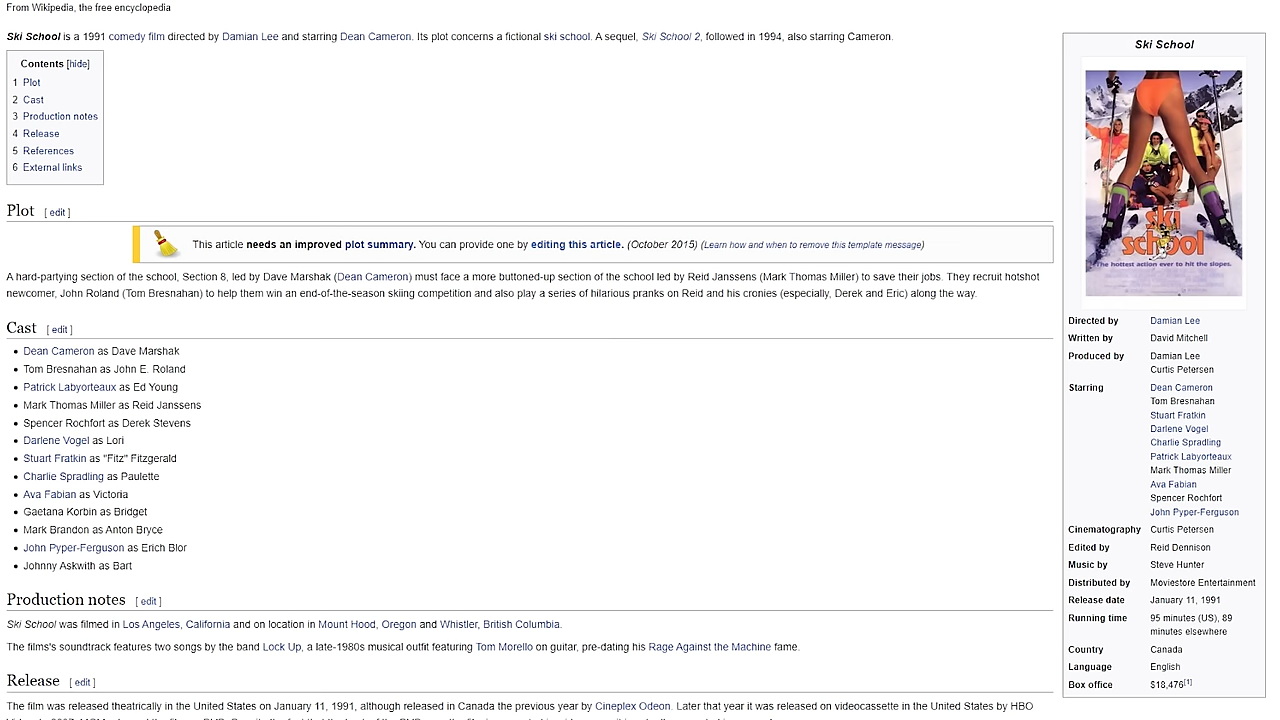 From Wikipedia, the free encyclopedia
Ski School is a 1991 comedy film directed by Damian Lee and starring Dean Cameron. Its plot concerns a fictional ski school. A sequel, Ski School 2, followed in 1994, also starring Cameron.
Contents [hide]
1 Plot
2 Cast
3 Production notes
4 Release
5 References
6 External links
Plot [ edit ]
This article needs an improved plot summary. You can provide one by editing this article. (October 2015) (Learn how and when to remove this template message)
A hard-partying section of the school, Section 8, led by Dave Marshak (Dean Cameron) must face a more buttoned-up section of the school led by Reid Janssens (Mark Thomas Miller) to save their jobs. They recruit hotshot
newcomer, John Roland (Tom Bresnahan) to help them win an end-of-the-season skiing competition and also play a series of hilarious pranks on Reid and his cronies (especially, Derek and Eric) along the way.
Cast [ edit ]
• Dean Cameron as Dave Marshak
• Tom Bresnahan as John E. Roland
• Patrick Labyorteaux as Ed Young
• Mark Thomas Miller as Reid Janssens
• Spencer Rochfort as Derek Stevens
• Darlene Vogel as Lori
• Stuart Fratkin as "Fitz" Fitzgerald
• Charlie Spradling as Paulette
• Ava Fabian as Victoria
• Gaetana Korbin as Bridget
• Mark Brandon as Anton Bryce
• John Pyper-Ferguson as Erich Blor
• Johnny Askwith as Bart
Production notes [ edit ]
Ski School was filmed in Los Angeles, California and on location in Mount Hood, Oregon and Whistler, British Columbia.
The films's soundtrack features two songs by the band Lock Up, a late-1980s musical outfit featuring Tom Morello on guitar, pre-dating his Rage Against the Machine fame.
Release [ edit ]
The film was released theatrically in the United States on January 11, 1991, although released in Canada the previous year by Cineplex Odeon. Later that year it was released on videocassette in the United States by HBO
Ski School
ski
school
The hottest action ever to hit the slopes.
Directed by Damian Lee
Written by David Mitchell
Produced by Damian Lee
Curtis Petersen
Starring Dean Cameron
Tom Bresnahan
Stuart Fratkin
Darlene Vogel
Charlie Spradling
Patrick Labyorteaux
Mark Thomas Miller
Ava Fabian
Spencer Rochfort
John Pyper-Ferguson
Cinematography Curtis Petersen
Edited by Reid Dennison
Music by Steve Hunter
Distributed by Moviestore Entertainment
Release date January 11, 1991
Running time 95 minutes (US), 89
minutes elsewhere
Country Canada
Language English
Box office $18,476[1]